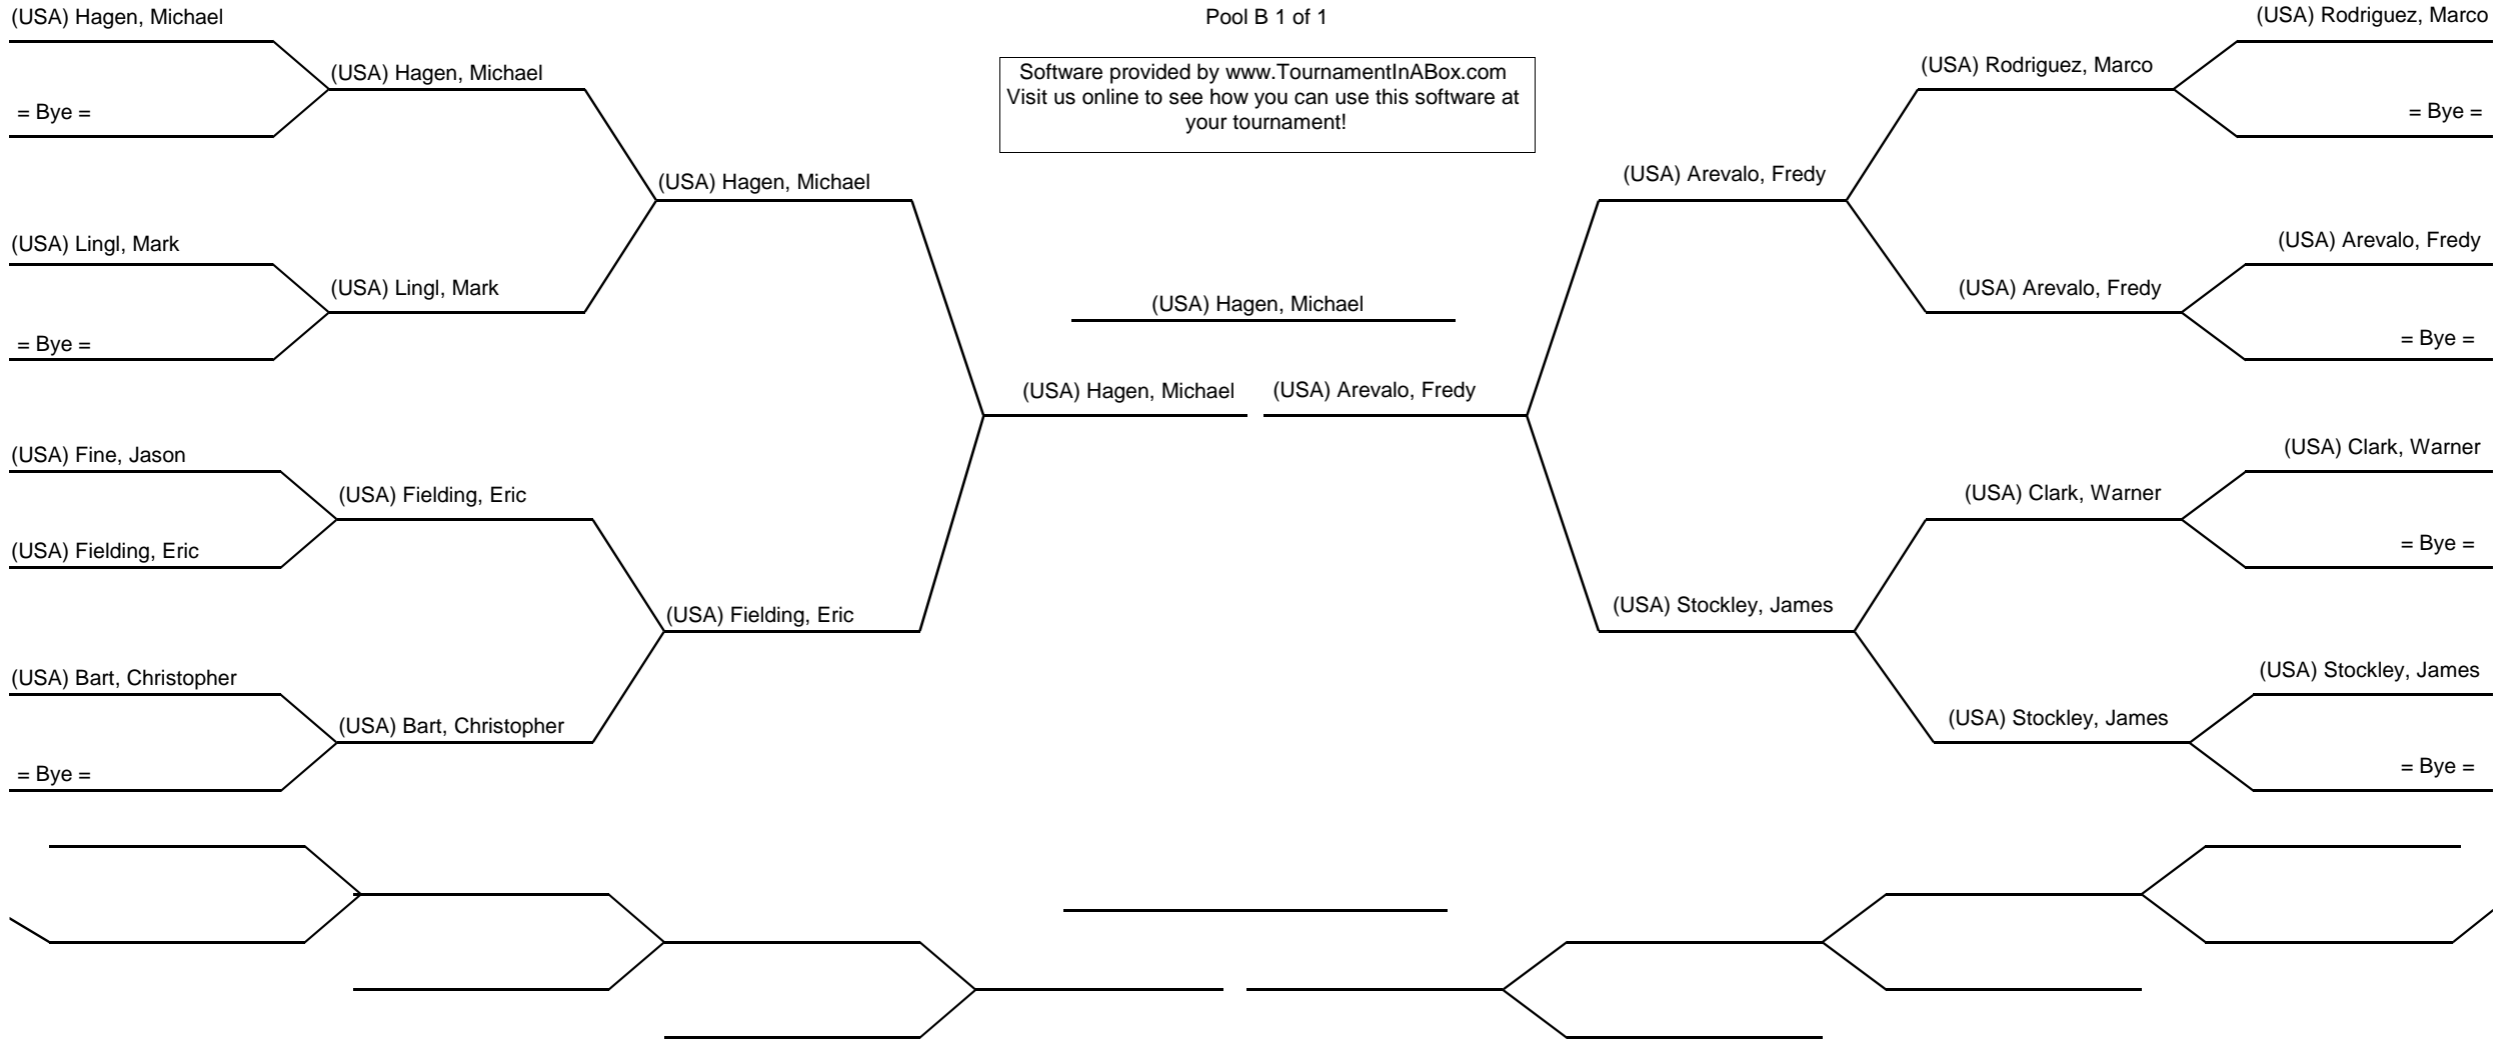 (USA) Hagen, Michael
Pool B 1 of 1
(USA) Rodriguez, Marco
(USA) Hagen, Michael
Software provided by www.TournamentInABox.com
Visit us online to see how you can use this software at
your tournament!
(USA) Rodriguez, Marco
= Bye =
= Bye =
(USA) Hagen, Michael
(USA) Arevalo, Fredy
(USA) Lingl, Mark
(USA) Arevalo, Fredy
(USA) Lingl, Mark
(USA) Hagen, Michael
(USA) Arevalo, Fredy
= Bye =
= Bye =
(USA) Hagen, Michael
(USA) Arevalo, Fredy
(USA) Fine, Jason
(USA) Clark, Warner
(USA) Fielding, Eric
(USA) Clark, Warner
(USA) Fielding, Eric
= Bye =
(USA) Fielding, Eric
(USA) Stockley, James
(USA) Bart, Christopher
(USA) Stockley, James
(USA) Bart, Christopher
(USA) Stockley, James
= Bye =
= Bye =